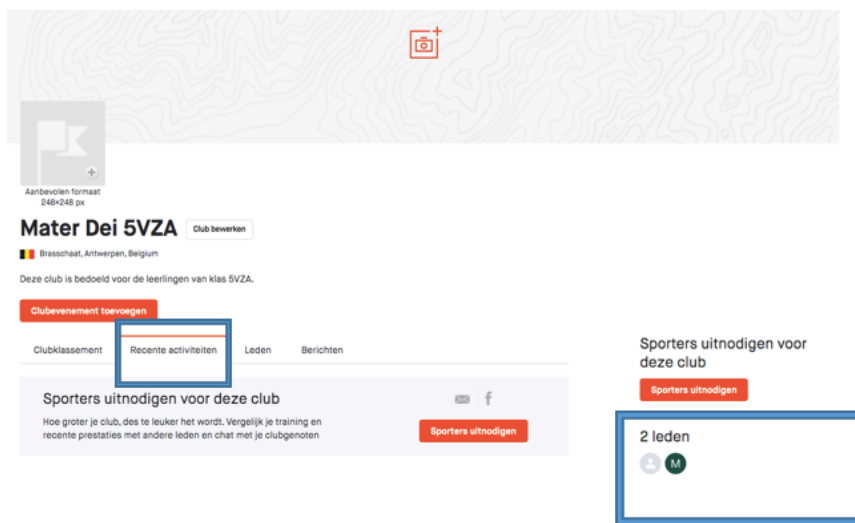 Aanbevolen formaat
248×248 px
Mater Dei 5VZA
Club bewerken
Brasschaat, Antwerpen, Belgium
Deze club is bedoeld voor de leerlingen van klas 5VZA.
Clubevenement toevoegen
Clubklassement
Recente activiteiten
Leden
Berichten
Sporters uitnodigen voor deze club
Hoe groter je club, des te leuker het wordt. Vergelijk je training en
recente prestaties met andere leden en chat met je clubgenoten
f
Sporters uitnodigen
Sporters uitnodigen voor
deze club
Sporters uitnodigen
2 leden
M